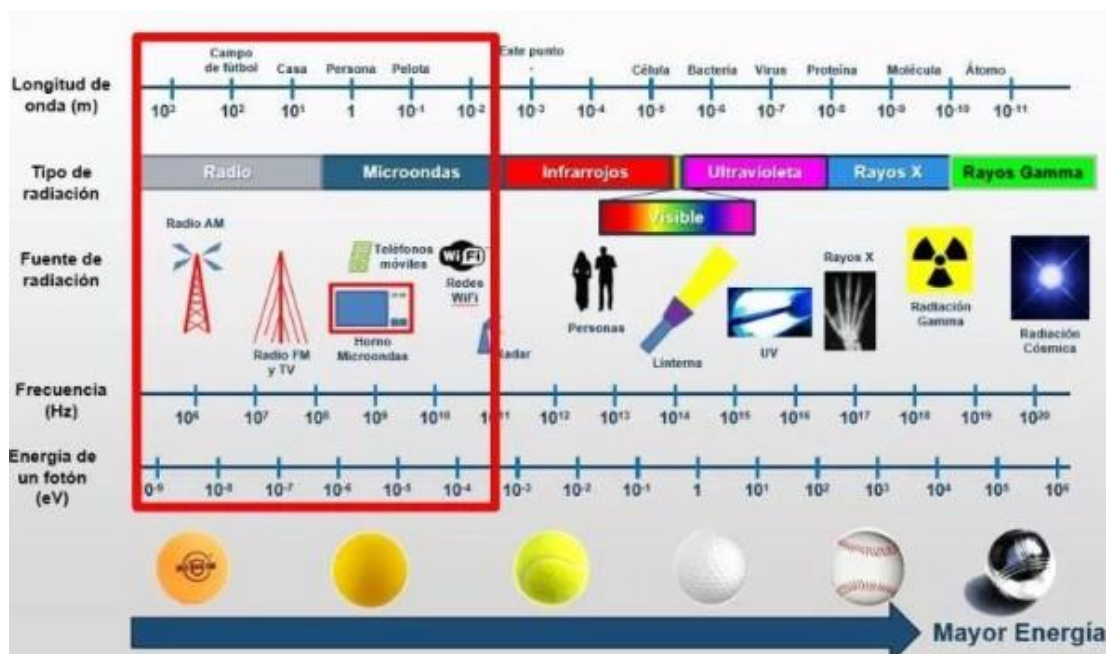 Longitud de
onda (m)
Campo
de fútbol
Casa
Persona
Pelota
Este punto
Célula
Bacteria
Virus
Proteína
Molécula
Átomo
10³ 10² 10¹ 1 10⁻¹ 10⁻² 10⁻³ 10⁻⁴ 10⁻⁵ 10⁻⁶ 10⁻⁷ 10⁻⁸ 10⁻⁹ 10⁻¹⁰ 10⁻¹¹
Tipo de
radiación
Radio
Microondas
Infrarrojos
Ultravioleta
Rayos X
Rayos Gamma
Visible
Fuente de
radiación
Radio AM
Radio FM
y TV
Teléfonos
móviles
Horno
Microondas
WiFi
Redes
WiFi
Radar
Personas
Linterna
UV
Rayos X
Radiación
Gamma
Radiación
Cósmica
Frecuencia
(Hz)
10⁶ 10⁷ 10⁸ 10⁹ 10¹⁰ 10¹¹ 10¹² 10¹³ 10¹⁴ 10¹⁵ 10¹⁶ 10¹⁷ 10¹⁸ 10¹⁹ 10²⁰
Energía de
un fotón
(eV)
0⁻⁹ 10⁻⁸ 10⁻⁷ 10⁻⁶ 10⁻⁵ 10⁻⁴ 10⁻³ 10⁻² 10⁻¹ 1 10¹ 10² 10³ 10⁴ 10⁵ 10⁶
Mayor Energía